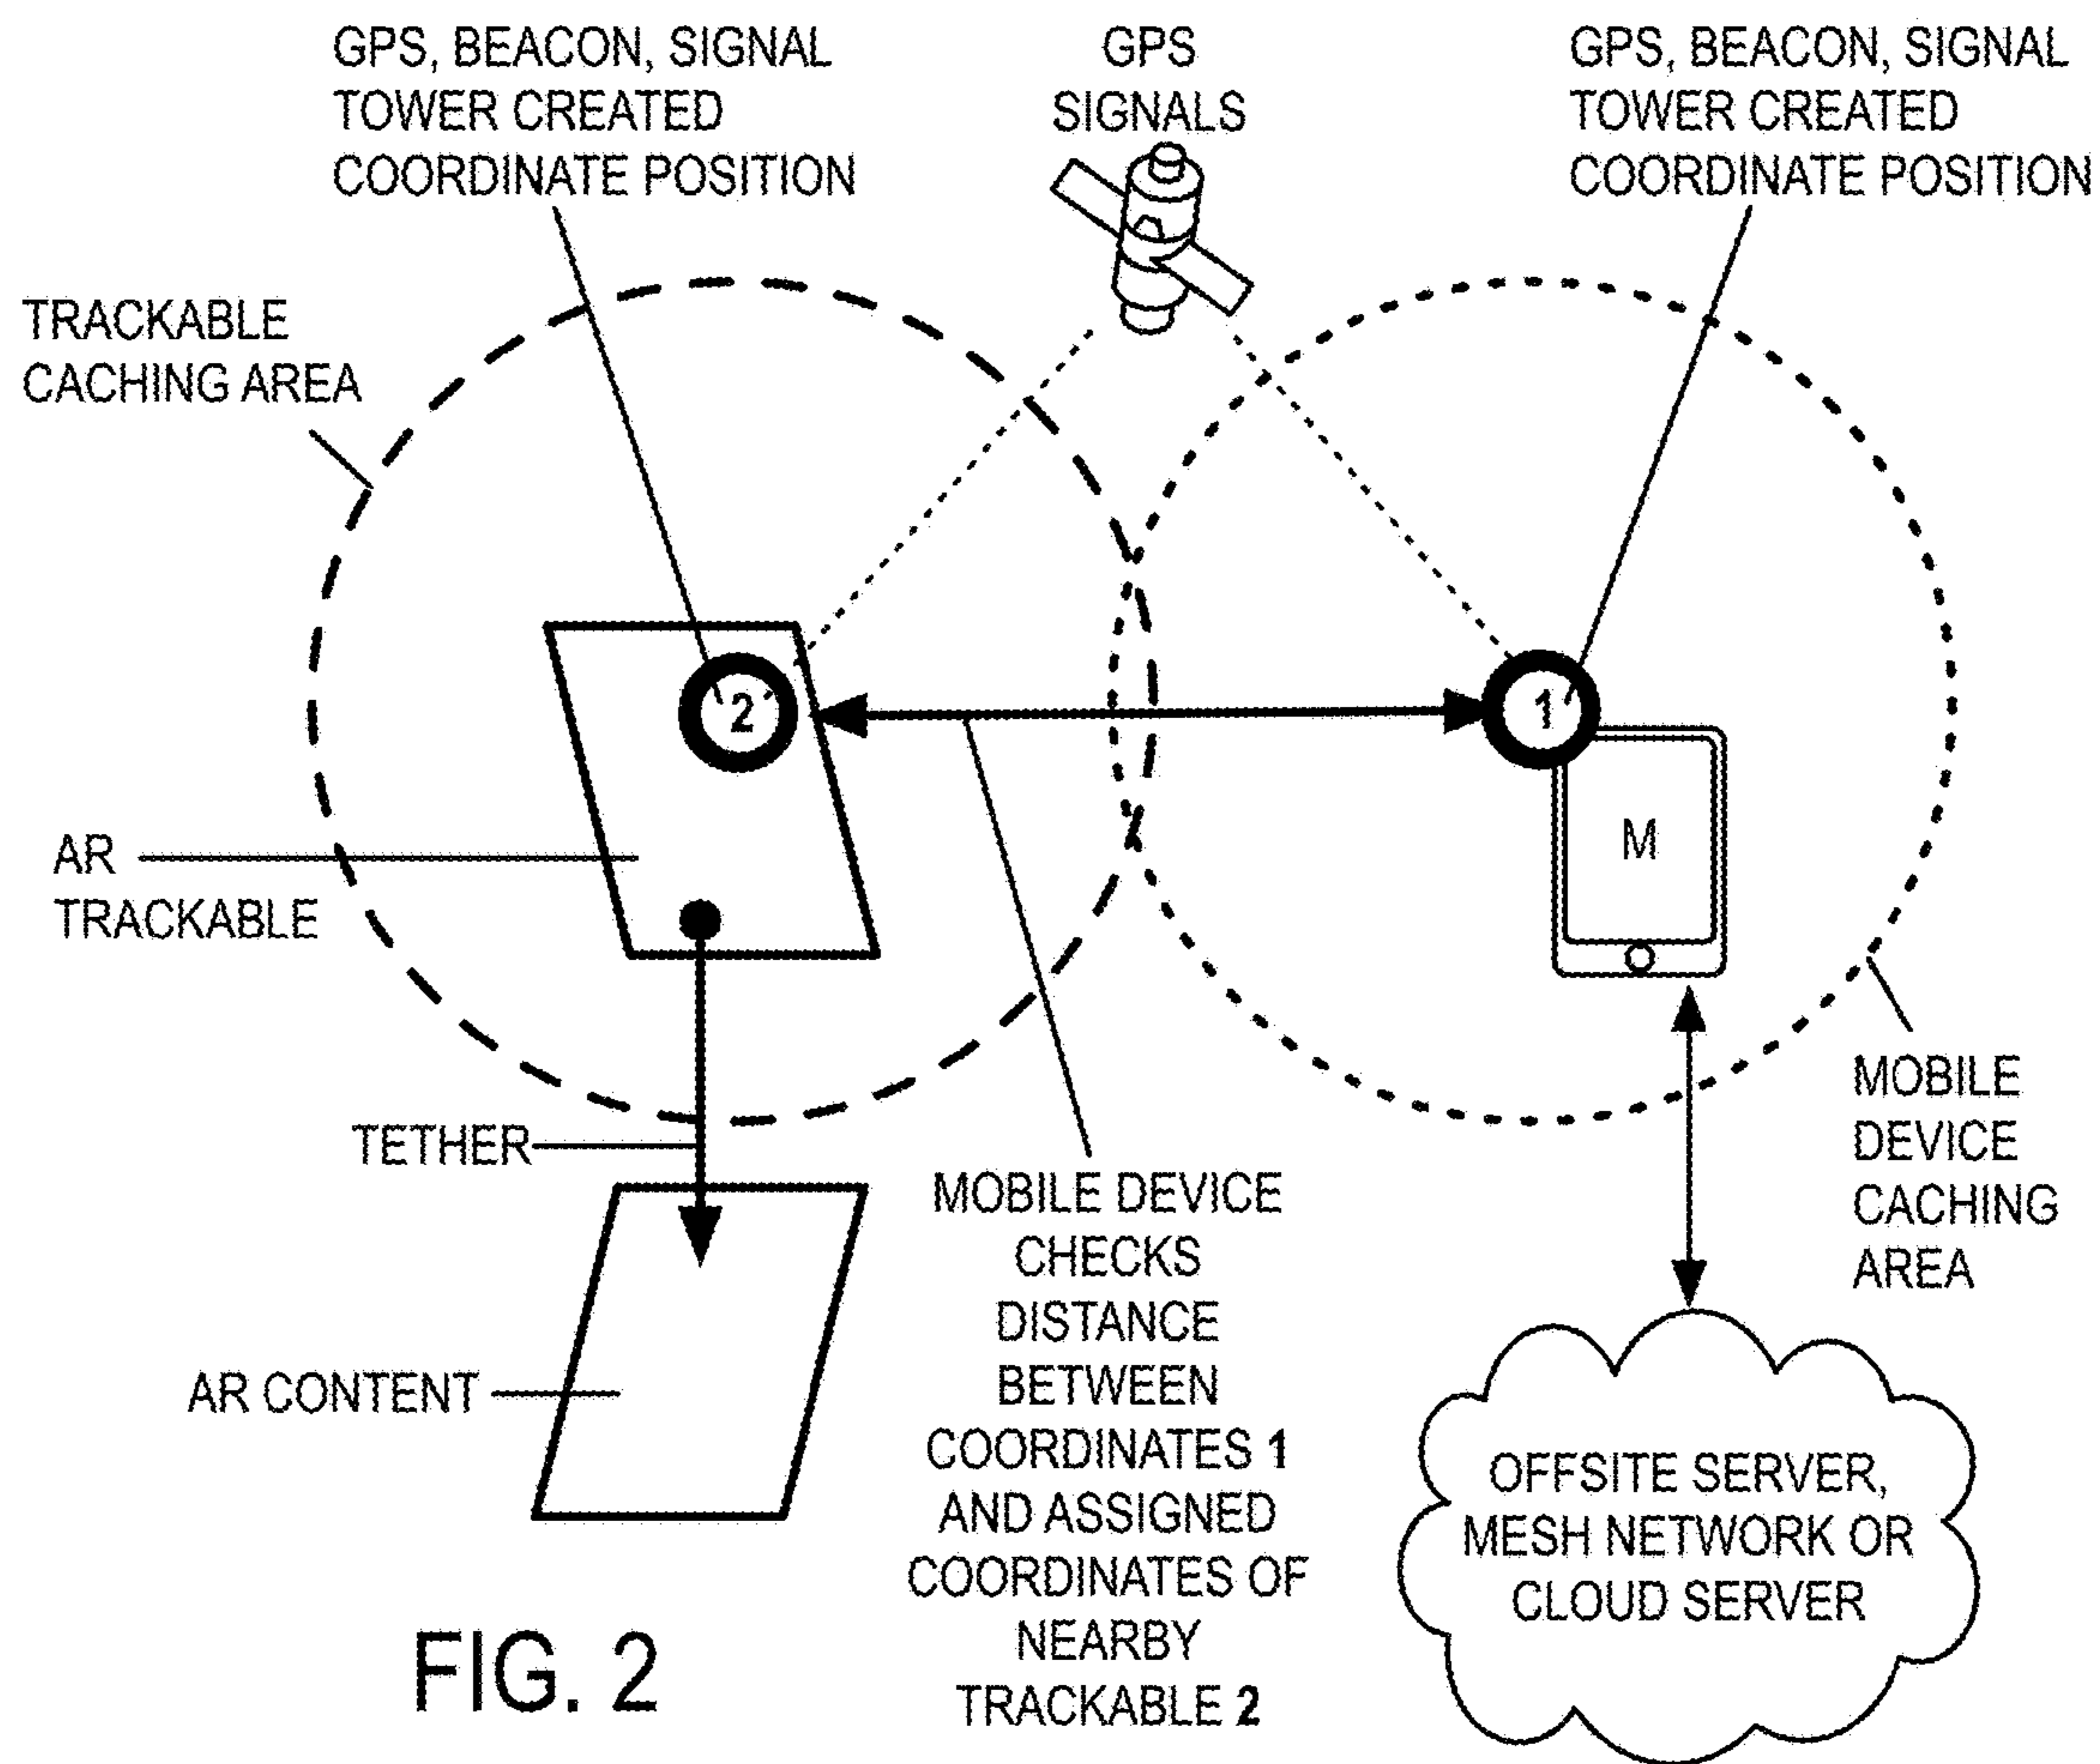 GPS, BEACON, SIGNAL
TOWER CREATED
COORDINATE POSITION
GPS
SIGNALS
GPS, BEACON, SIGNAL
TOWER CREATED
COORDINATE POSITION
TRACKABLE
CACHING AREA
2
1
M
AR
TRACKABLE
TETHER
MOBILE DEVICE
CHECKS
DISTANCE
BETWEEN
COORDINATES 1
AND ASSIGNED
COORDINATES OF
NEARBY
TRACKABLE 2
MOBILE
DEVICE
CACHING
AREA
AR CONTENT
OFFSITE SERVER,
MESH NETWORK OR
CLOUD SERVER
FIG. 2